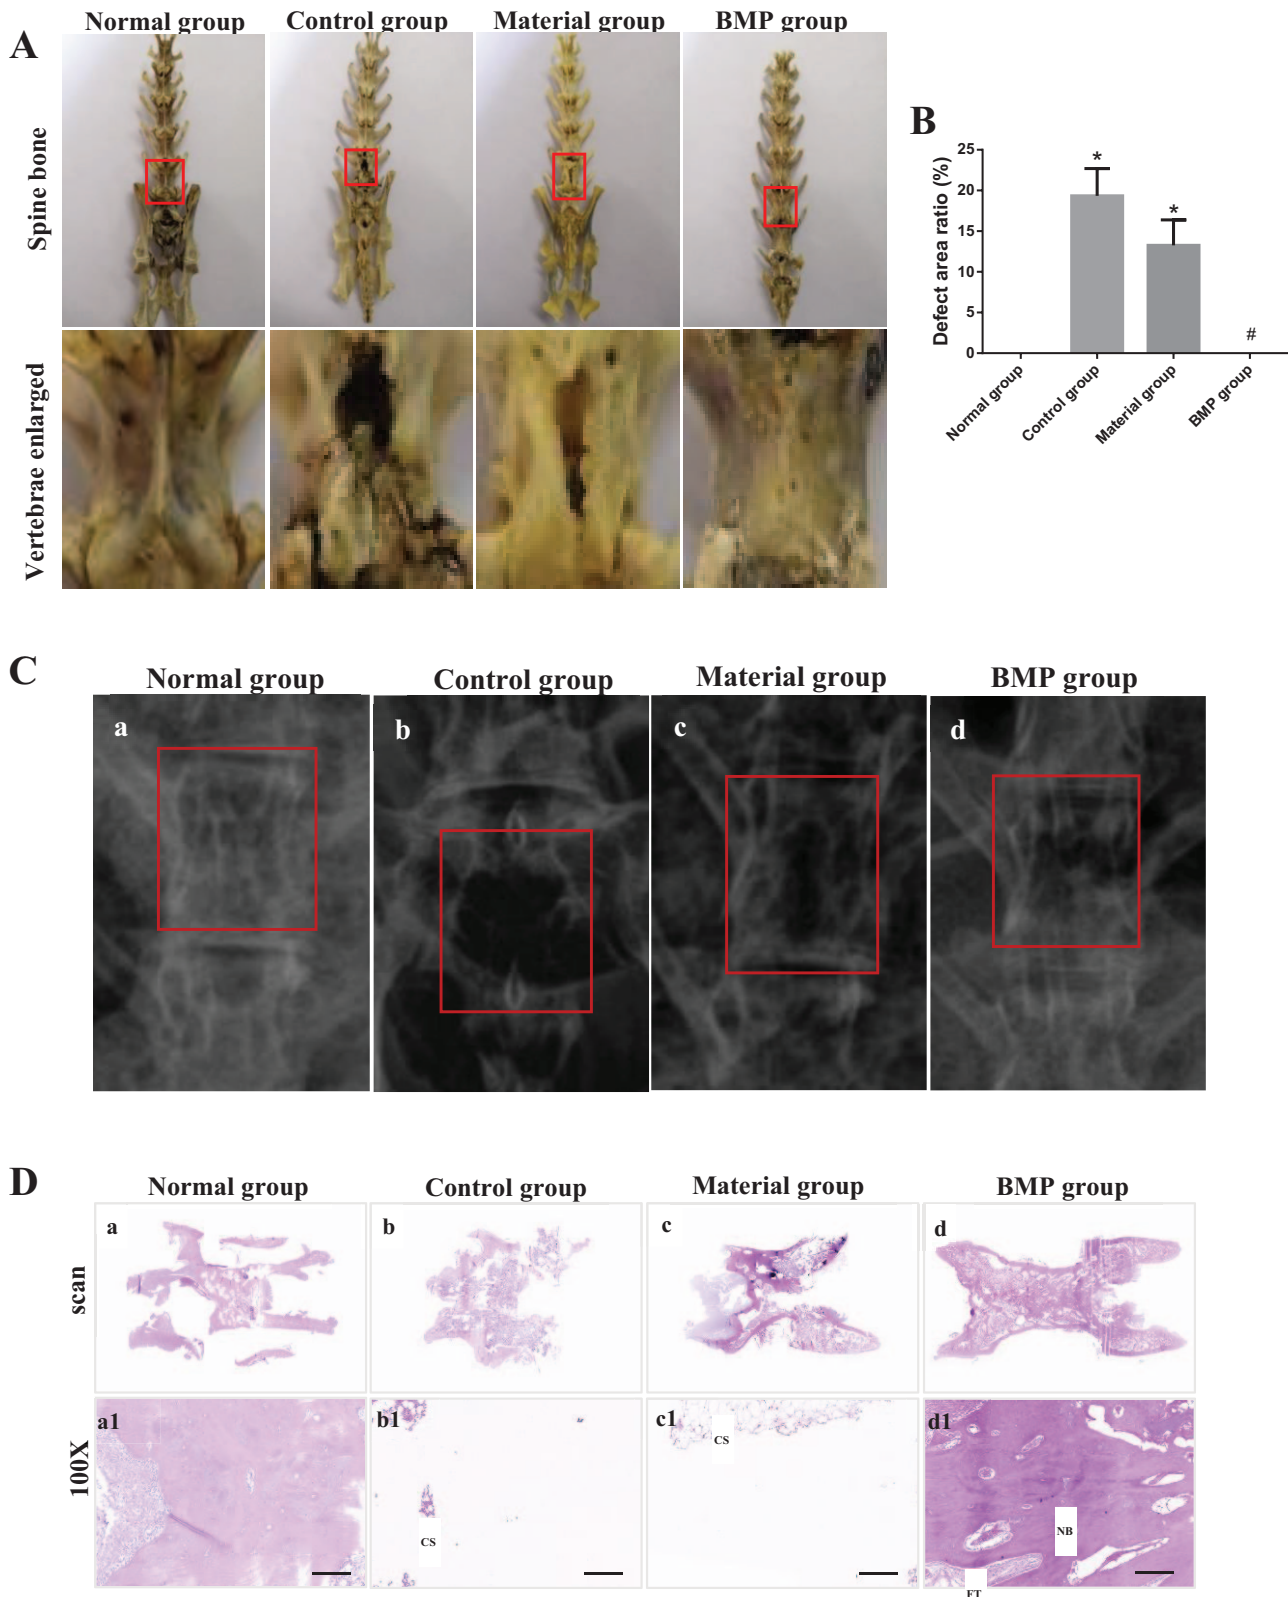 A
Normal group
Control group
Material group
BMP group
Spine bone
Vertebrae enlarged
B
Defect area ratio (%)
25
20
15
10
5
0
*
*
#
Normal group
Control group
Material group
BMP group
C
Normal group
Control group
Material group
BMP group
a
b
c
d
D
Normal group
Control group
Material group
BMP group
scan
a
b
c
d
100X
a1
b1
c1
d1
CS
CS
NB
FT